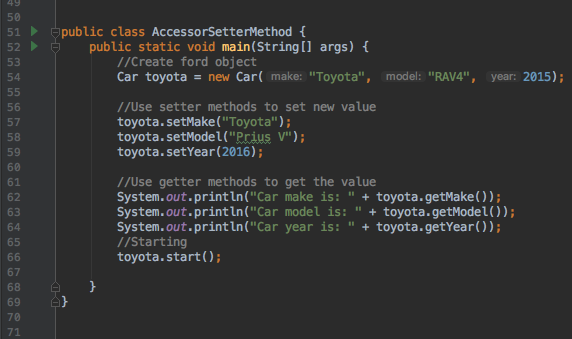 49
50
51 public class AccessorSetterMethod {
52 public static void main(String[] args) {
53 //Create ford object
54 Car toyota = new Car( make: "Toyota", model: "RAV4", year: 2015);
55
56 //Use setter methods to set new value
57 toyota.setMake("Toyota");
58 toyota.setModel("Prius V");
59 toyota.setYear(2016);
60
61 //Use getter methods to get the value
62 System.out.println("Car make is: " + toyota.getMake());
63 System.out.println("Car model is: " + toyota.getModel());
64 System.out.println("Car year is: " + toyota.getYear());
65 //Starting
66 toyota.start();
67
68 }
69 }
70
71